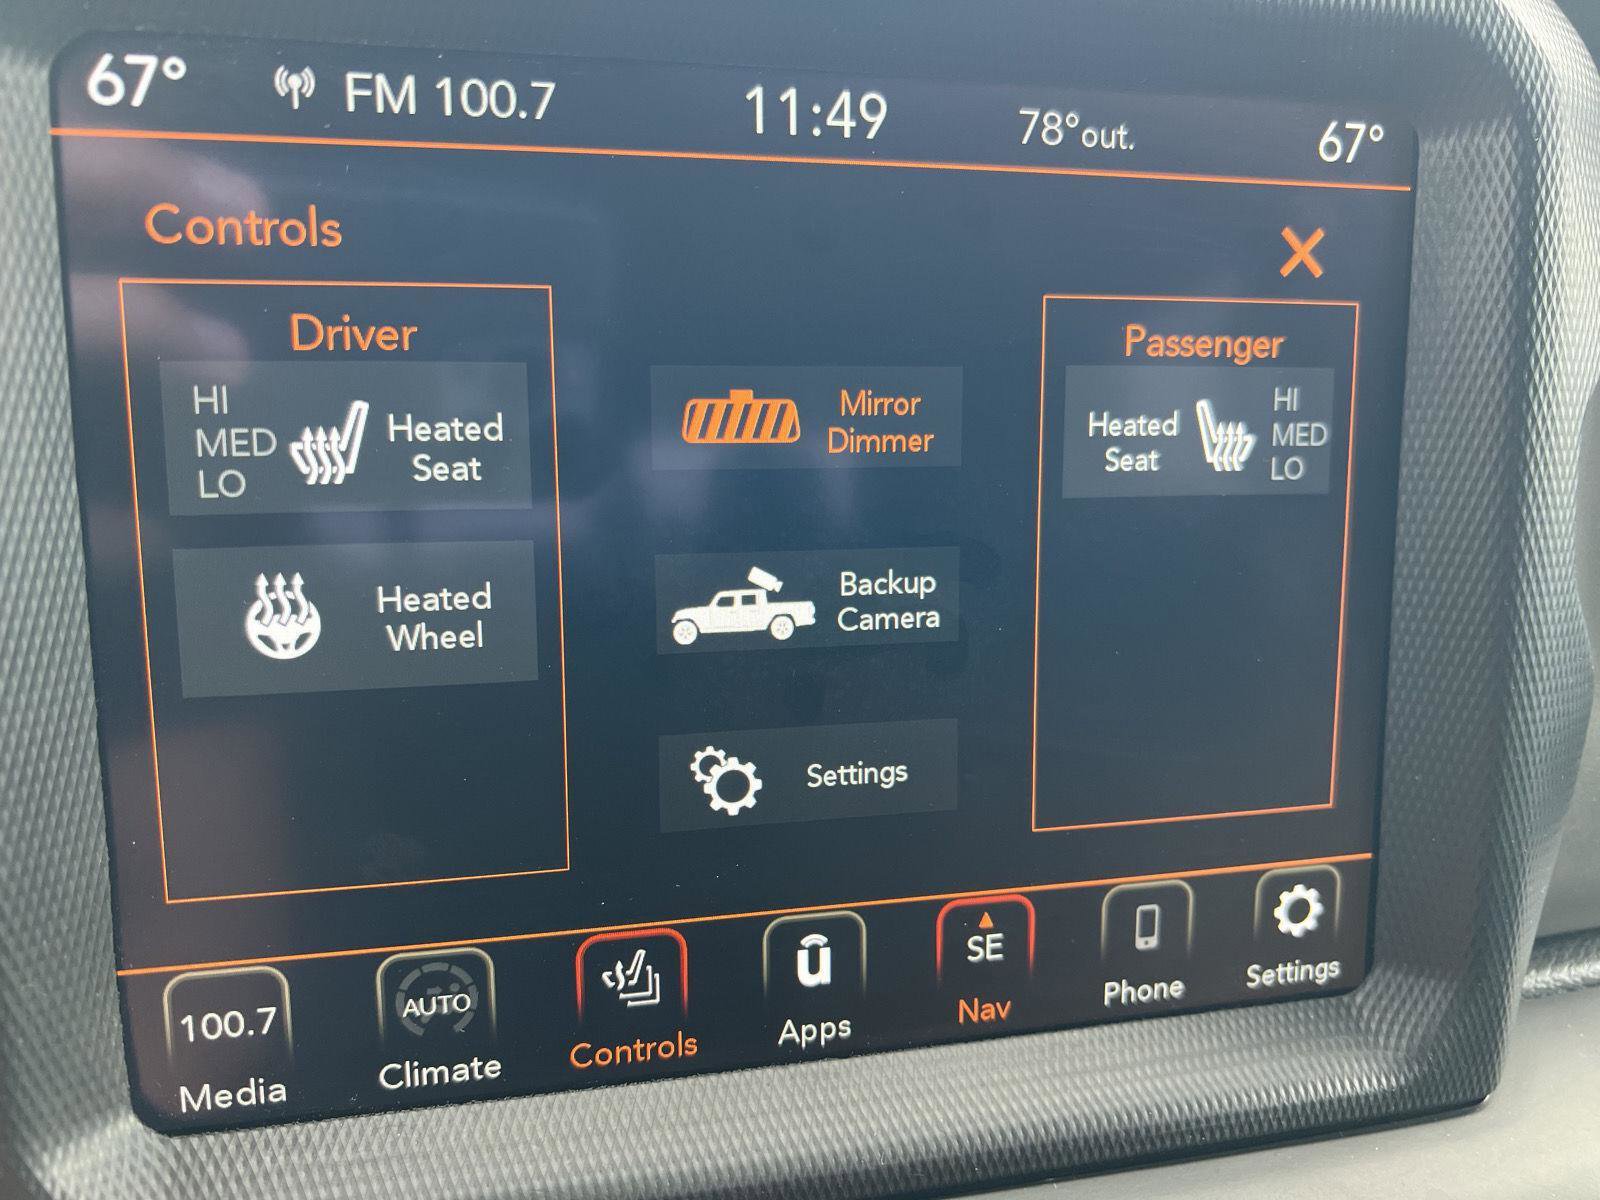 67° FM 100.7 11:49 78°out. 67°
Controls X
Driver
HI
MED
LO
Heated
Seat
Heated
Wheel
Mirror
Dimmer
Backup
Camera
Settings
Passenger
Heated
Seat
HI
MED
LO
100.7
Media
AUTO
Climate
Controls
u
Apps
SE
Nav
Phone
Settings